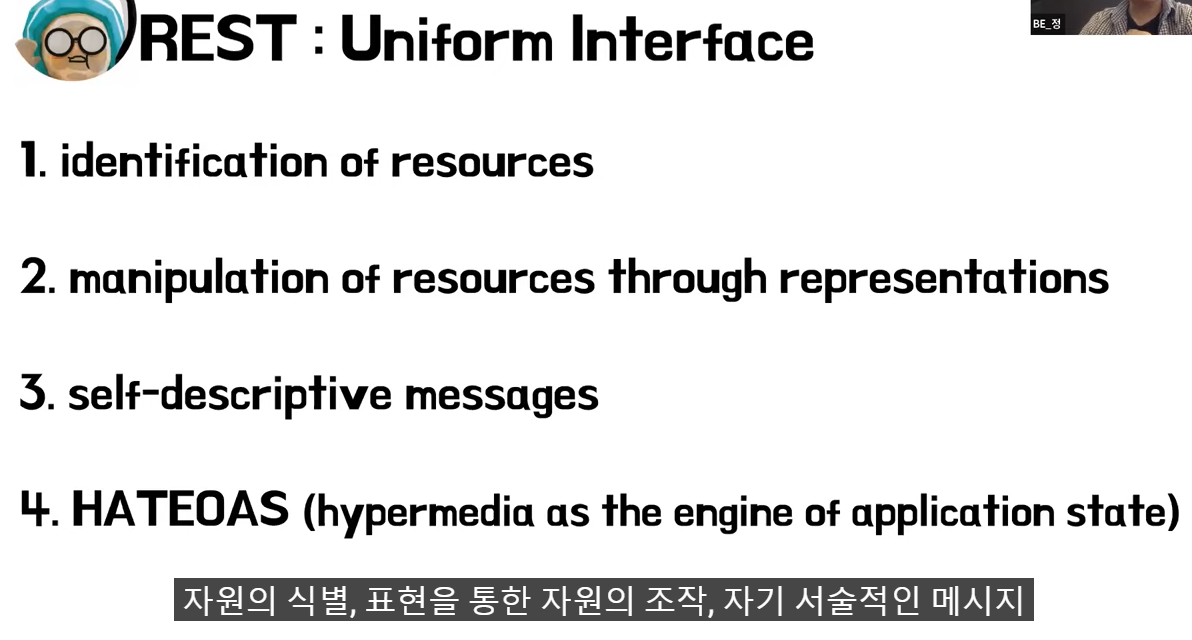 REST : Uniform Interface
BE_정
1. identification of resources
2. manipulation of resources through representations
3. self-descriptive messages
4. HATEOAS (hypermedia as the engine of application state)
자원의 식별, 표현을 통한 자원의 조작, 자기 서술적인 메시지